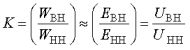 K = (W_ВН / W_НН) ≈ (E_ВН / E_НН) = U_ВН / U_НН